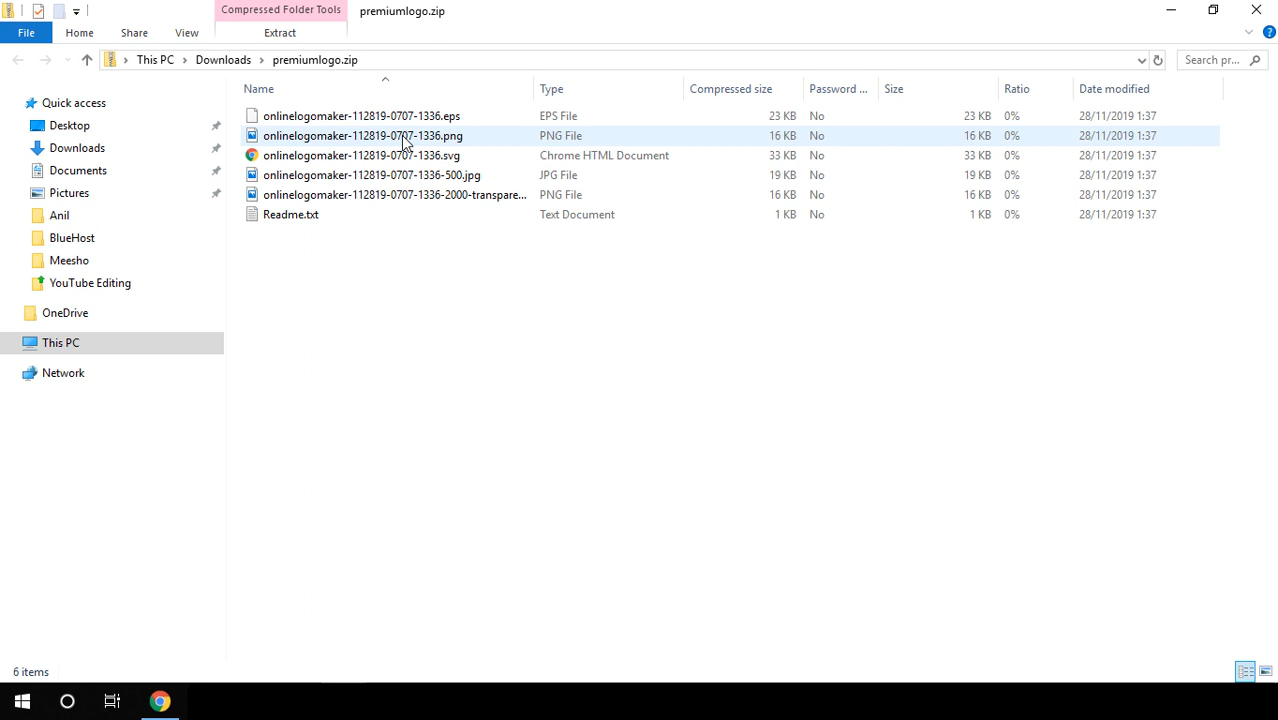 Compressed Folder Tools premiumlogo.zip
File Home Share View Extract
This PC Downloads premiumlogo.zip Search pr...
Name Type Compressed size Password ... Size Ratio Date modified
onlinelogomaker-112819-0707-1336.eps EPS File 23 KB No 23 KB 0% 28/11/2019 1:37
onlinelogomaker-112819-0707-1336.png PNG File 16 KB No 16 KB 0% 28/11/2019 1:37
onlinelogomaker-112819-0707-1336.svg Chrome HTML Document 33 KB No 33 KB 0% 28/11/2019 1:37
onlinelogomaker-112819-0707-1336-500.jpg JPG File 19 KB No 19 KB 0% 28/11/2019 1:37
onlinelogomaker-112819-0707-1336-2000-transpare... PNG File 16 KB No 16 KB 0% 28/11/2019 1:37
Readme.txt Text Document 1 KB No 1 KB 0% 28/11/2019 1:37
Quick access
Desktop
Downloads
Documents
Pictures
Anil
BlueHost
Meesho
YouTube Editing
OneDrive
This PC
Network
6 items